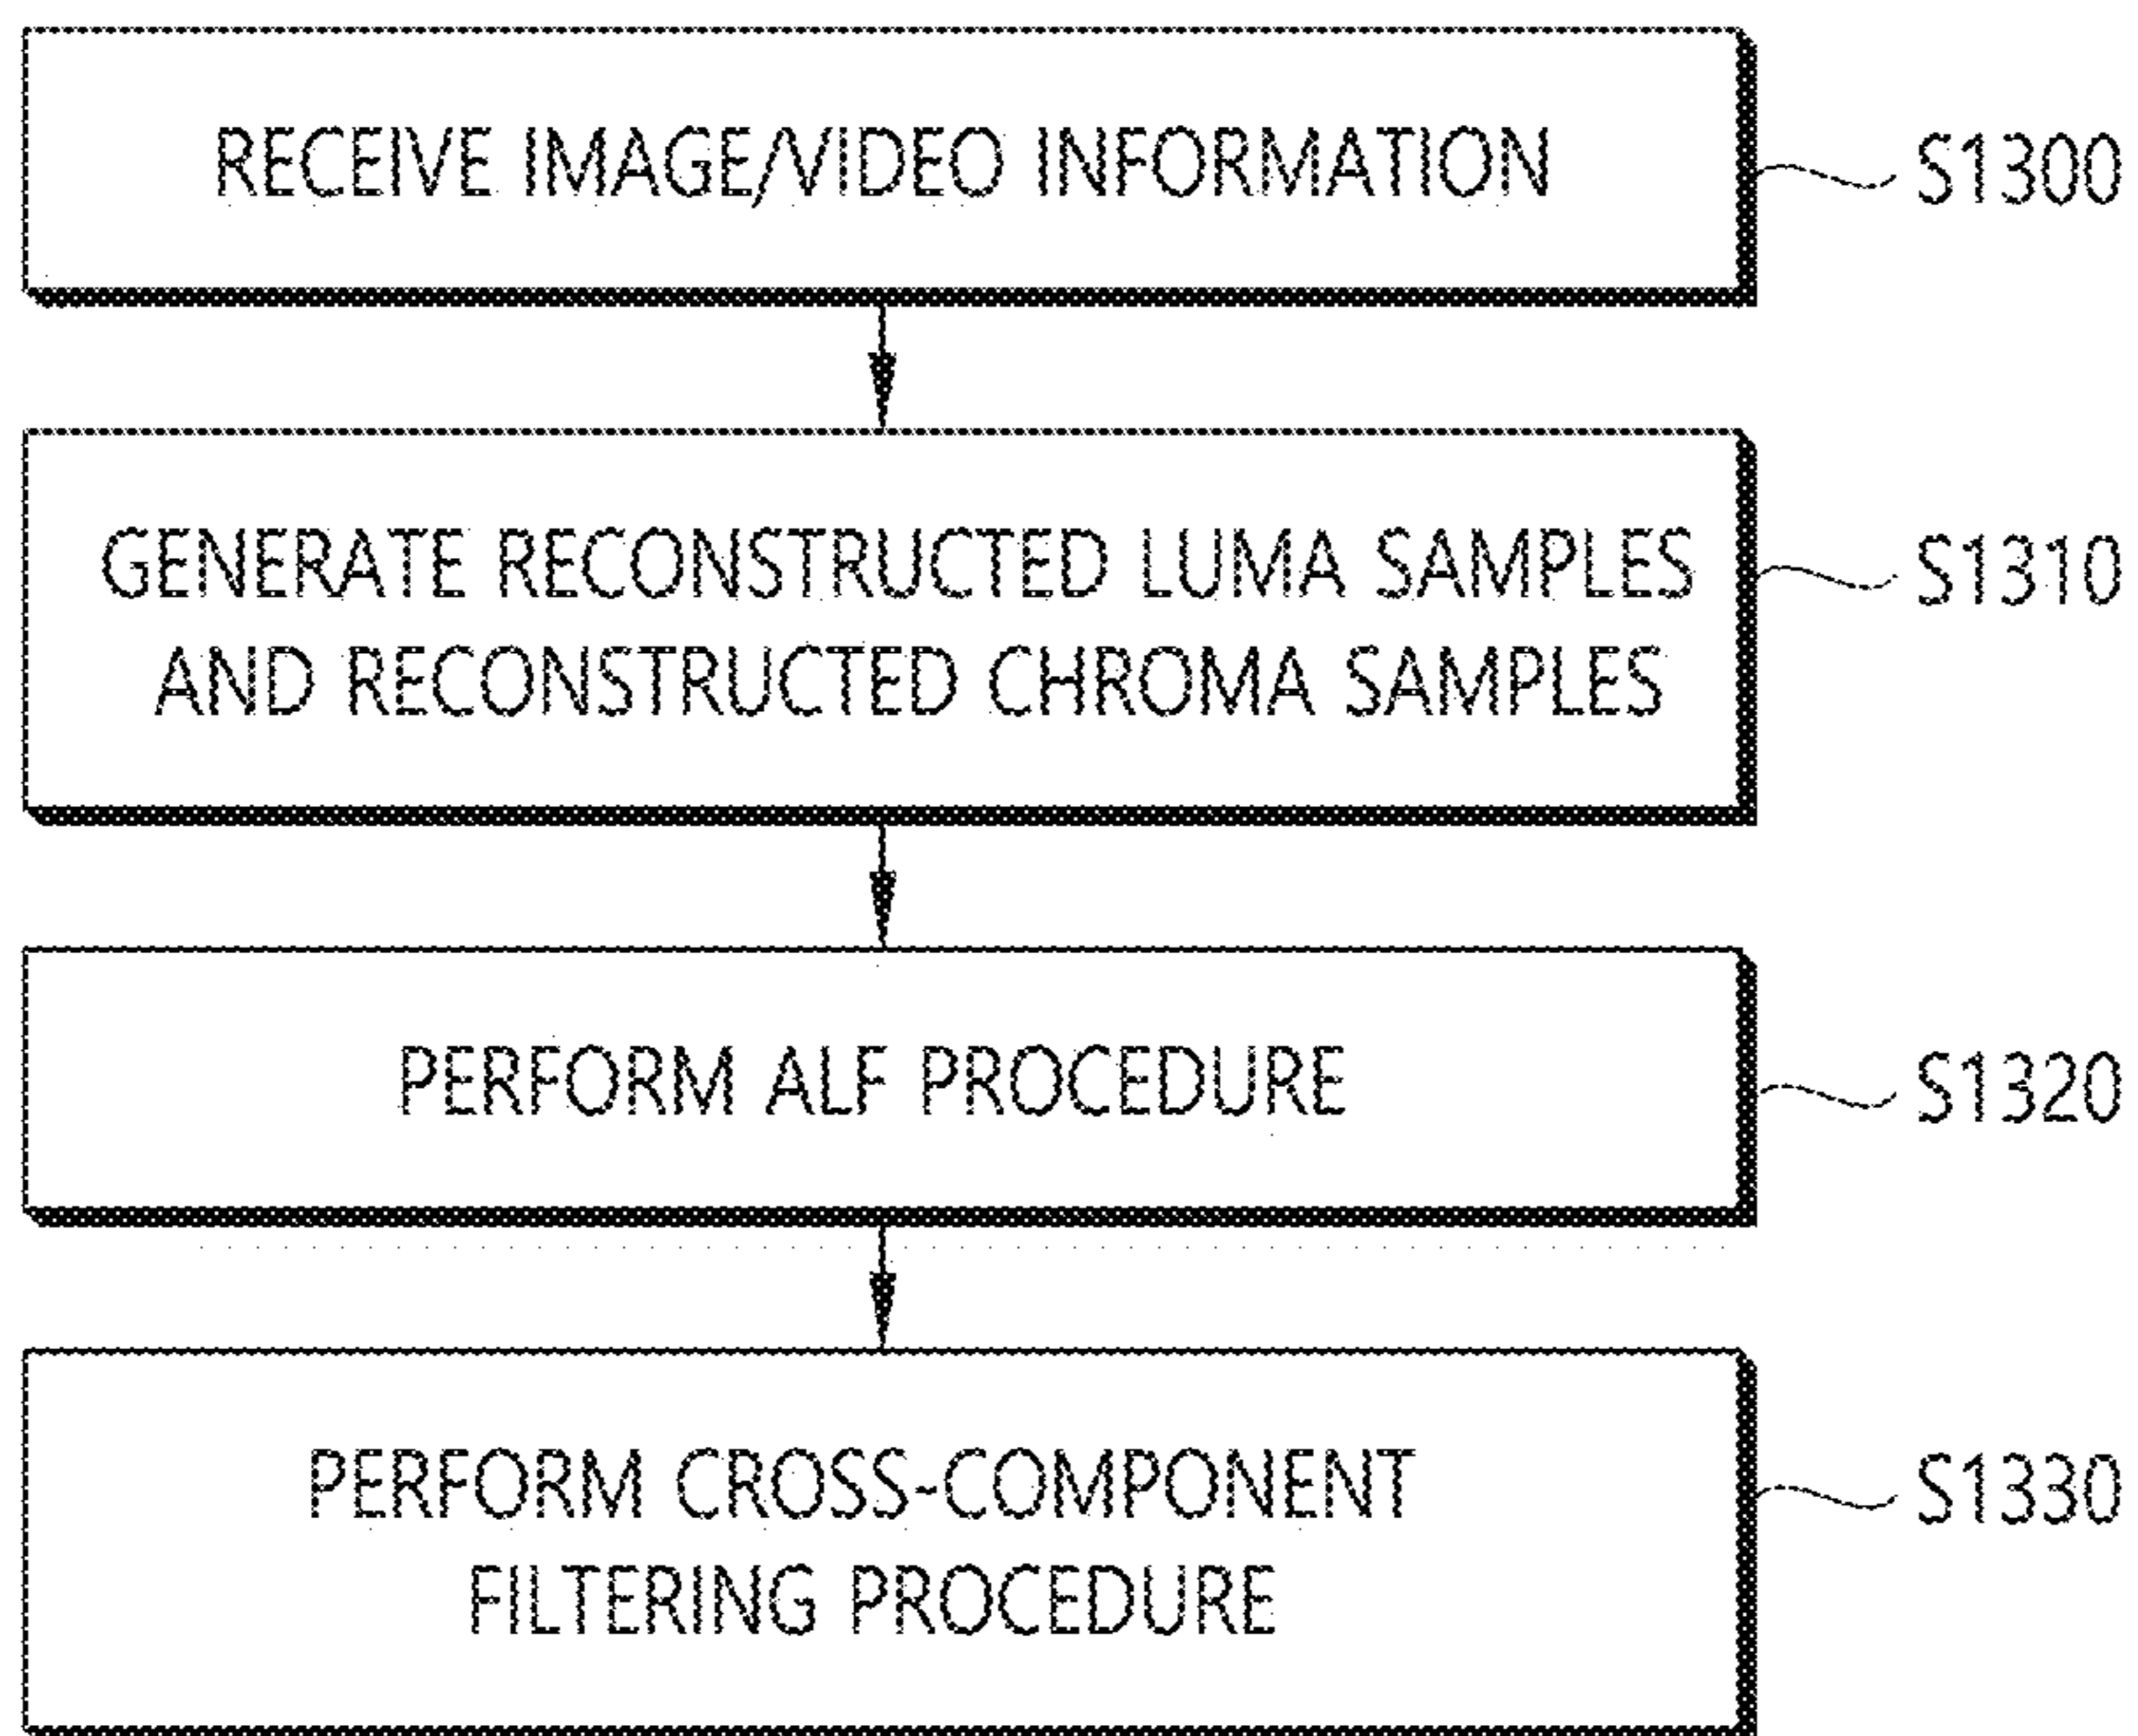 RECEIVE IMAGE/VIDEO INFORMATION
S1300
GENERATE RECONSTRUCTED LUMA SAMPLES
AND RECONSTRUCTED CHROMA SAMPLES
S1310
PERFORM ALF PROCEDURE
S1320
PERFORM CROSS-COMPONENT
FILTERING PROCEDURE
S1330